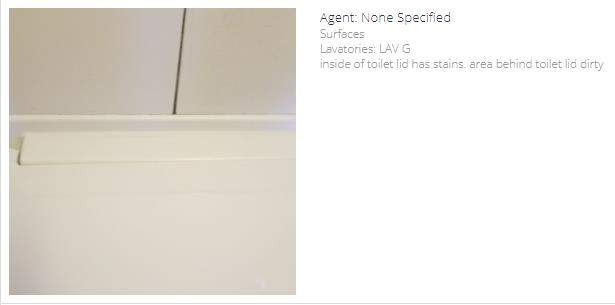 Agent: None Specified
Surfaces
Lavatories: LAV G
inside of toilet lid has stains. area behind toilet lid dirty